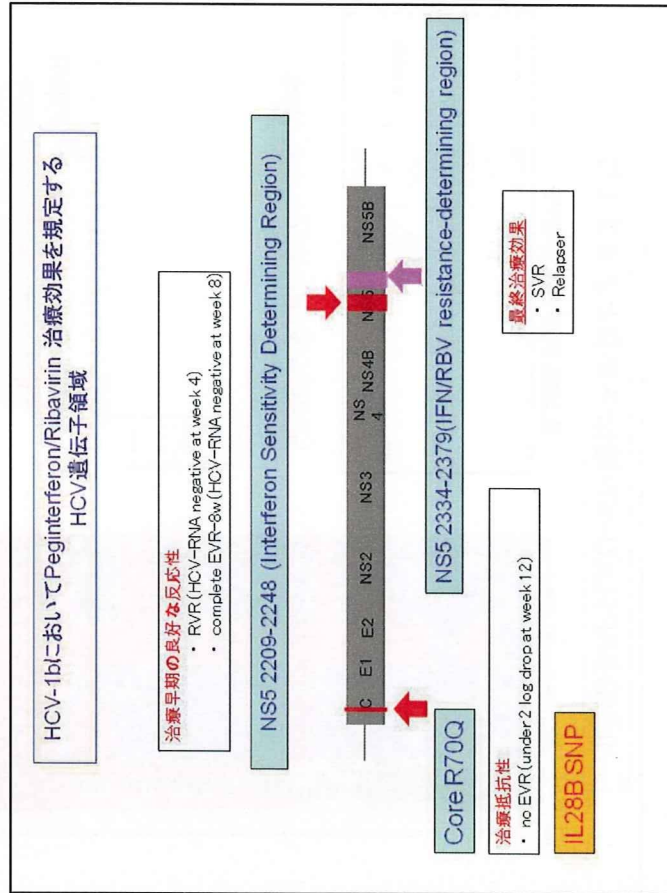 HCV-1bにおいてPeginterferon/Ribavirin 治療効果を規定する
HCV遺伝子領域
治療早期の良好な反応性
・ RVR(HCV-RNA negative at week 4)
・ complete EVR-8w(HCV-RNA negative at week 8)
NS5 2209-2248 (Interferon Sensitivity Determining Region)
C E1 E2 NS2 NS3 NS
4 NS4B NS5 NS5B
Core R70Q
NS5 2334-2379(IFN/RBV resistance-determining region)
治療抵抗性
・ no EVR(under 2 log drop at week 12)
最終治療効果
・ SVR
・ Relapser
IL28B SNP